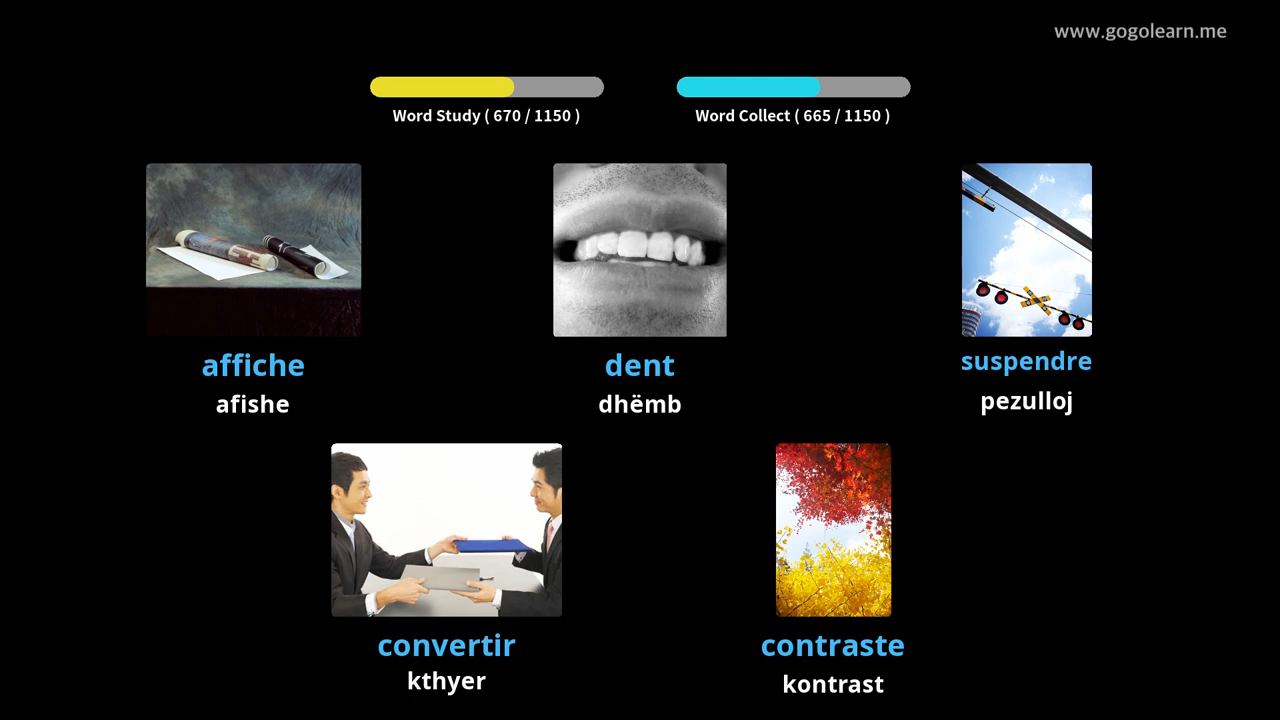 www.gogolearn.me
Word Study ( 670 / 1150 )
Word Collect ( 665 / 1150 )
affiche
afishe
dent
dhëmb
suspendre
pezulloj
convertir
kthyer
contraste
kontrast